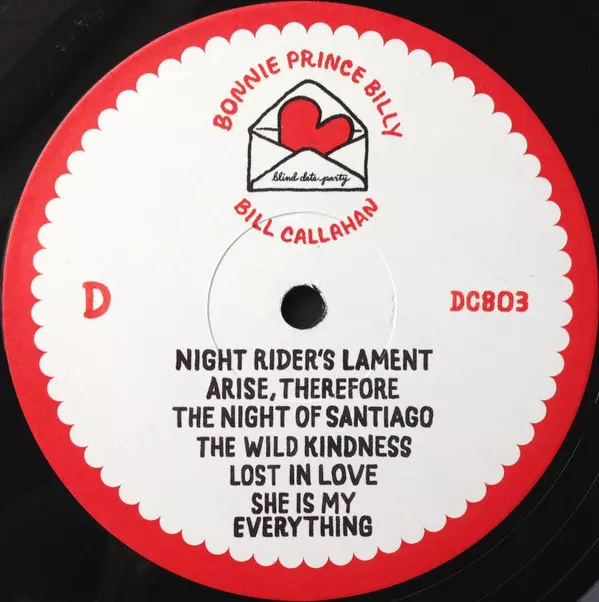 BONNIE PRINCE BILLY
blind date party
BILL CALLAHAN
D
DC803
NIGHT RIDER'S LAMENT
ARISE, THEREFORE
THE NIGHT OF SANTIAGO
THE WILD KINDNESS
LOST IN LOVE
SHE IS MY
EVERYTHING